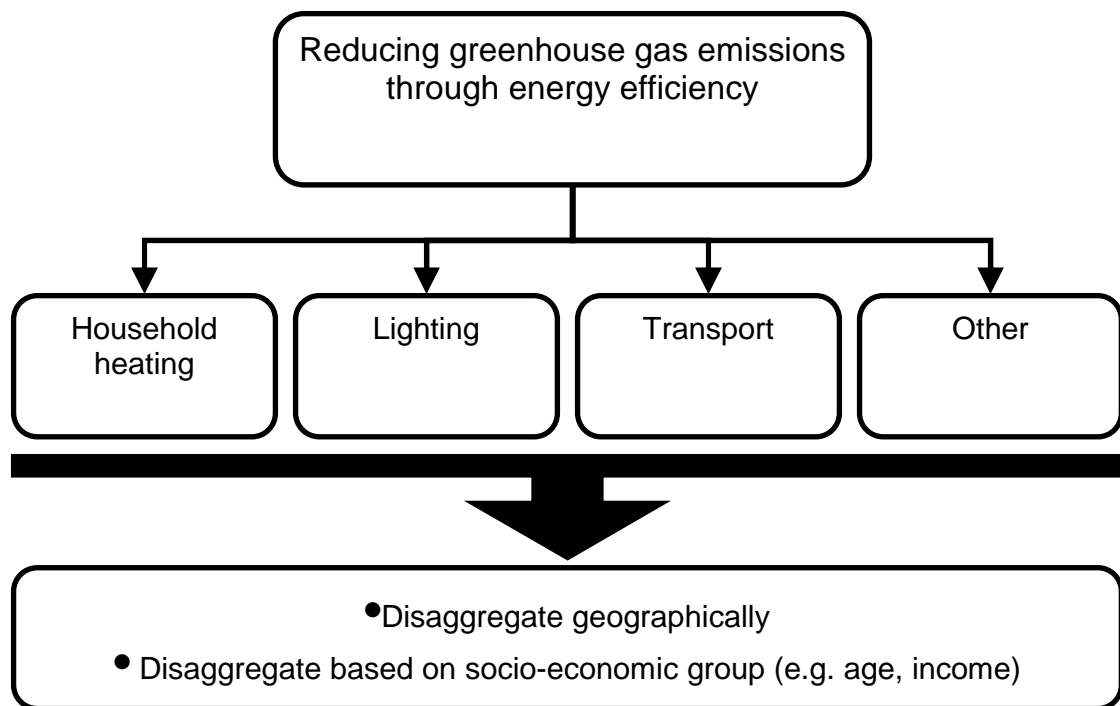 Reducing greenhouse gas emissions
through energy efficiency
Household
heating
Lighting
Transport
Other
●Disaggregate geographically
● Disaggregate based on socio-economic group (e.g. age, income)